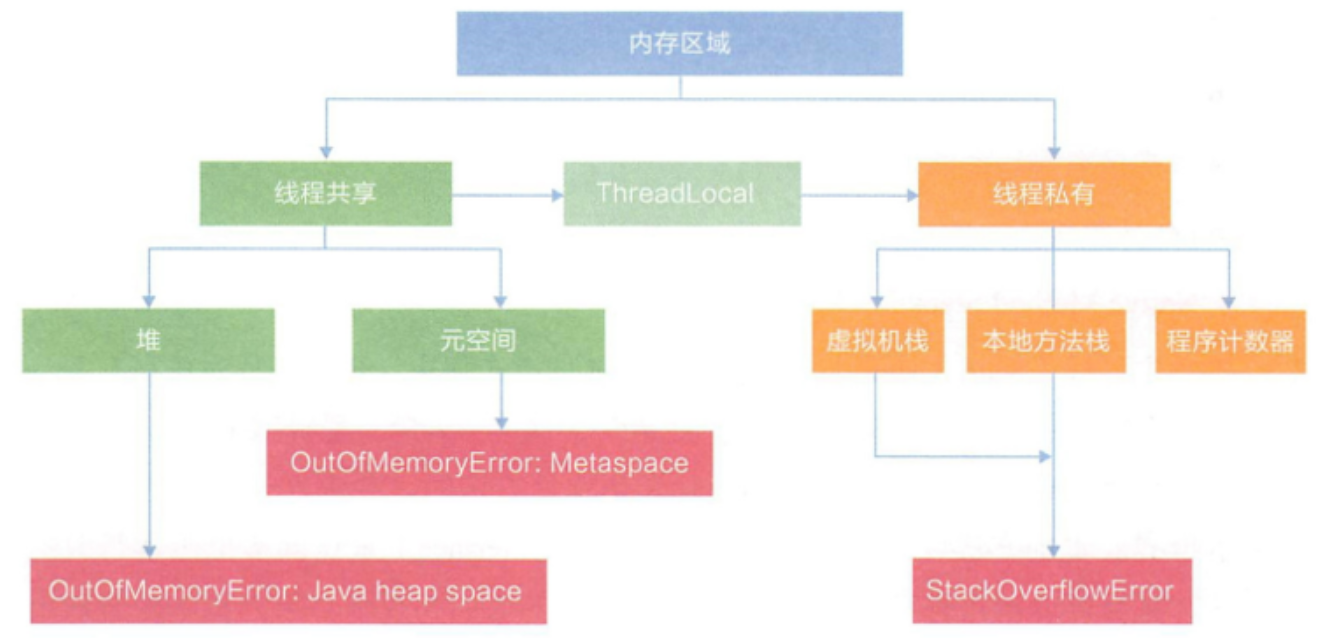 内存区域
线程共享
ThreadLocal
线程私有
堆
元空间
虚拟机栈
本地方法栈
程序计数器
OutOfMemoryError: Metaspace
OutOfMemoryError: Java heap space
StackOverflowError